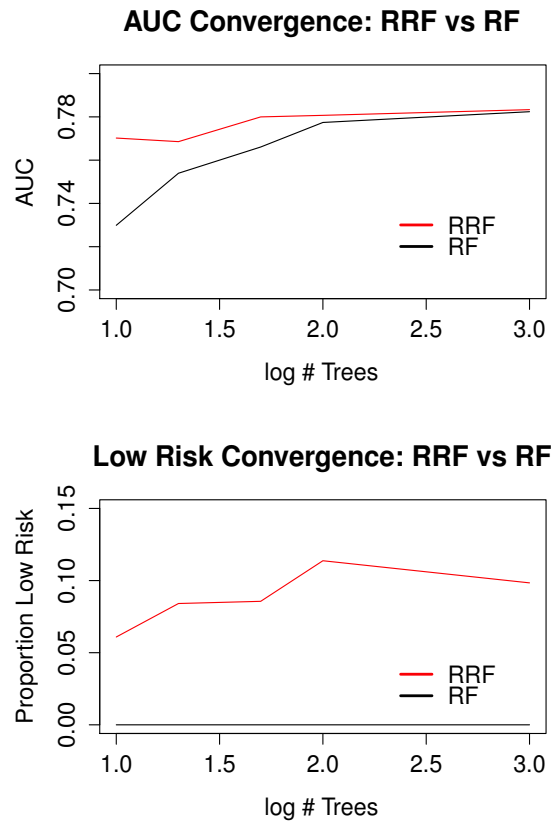 AUC Convergence: RRF vs RF
AUC
0.78
0.74
0.70
RRF
RF
1.0 1.5 2.0 2.5 3.0
log # Trees
Low Risk Convergence: RRF vs RF
Proportion Low Risk
0.15
0.10
0.05
0.00
RRF
RF
1.0 1.5 2.0 2.5 3.0
log # Trees